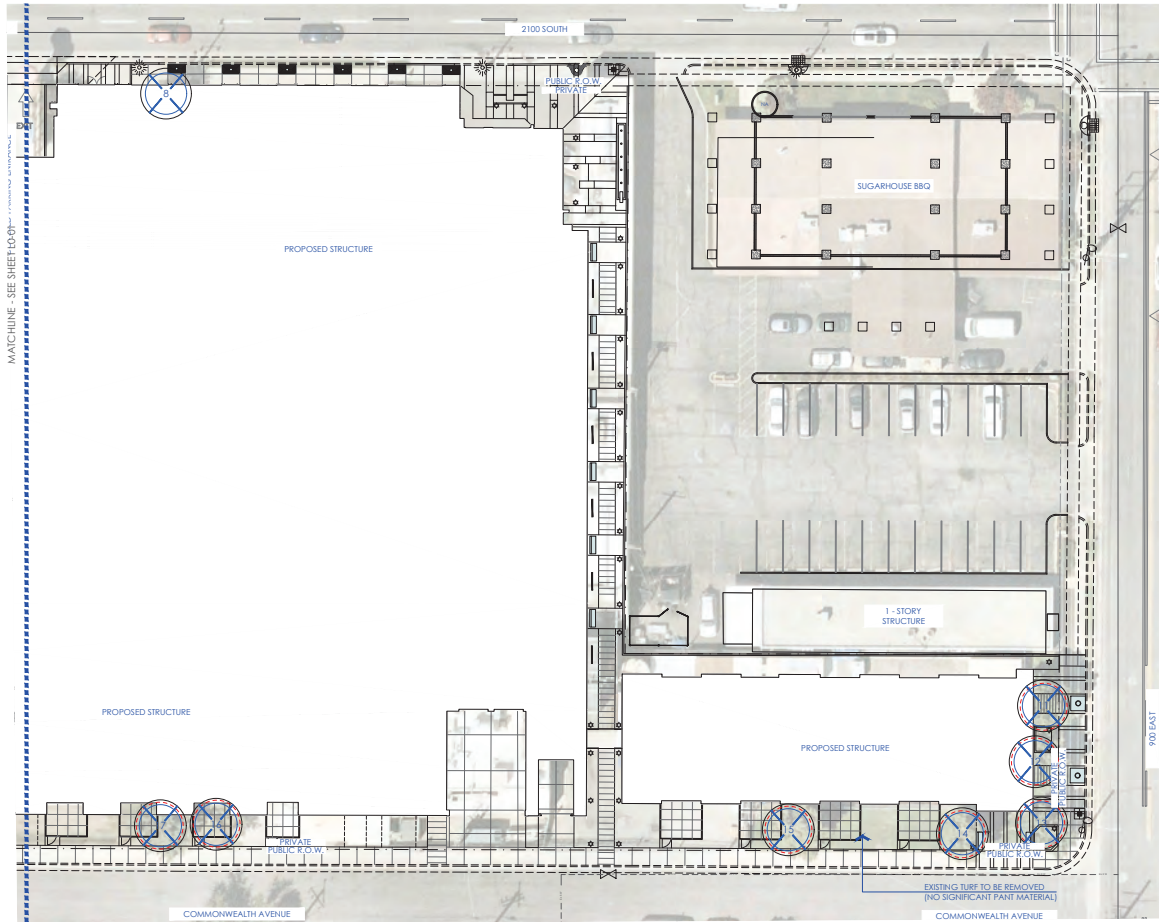 2100 SOUTH
PUBLIC R.O.W.
PRIVATE
8
EXIT
SUGARHOUSE BBQ
PROPOSED STRUCTURE
MATCHLINE - SEE SHEET L0-01
1 - STORY
STRUCTURE
PROPOSED STRUCTURE
PROPOSED STRUCTURE
900 EAST
PRIVATE
PUBLIC R.O.W.
15
14
PRIVATE
PUBLIC R.O.W.
PRIVATE
PUBLIC R.O.W.
EXISTING TURF TO BE REMOVED
(NO SIGNIFICANT PANT MATERIAL)
COMMONWEALTH AVENUE
COMMONWEALTH AVENUE